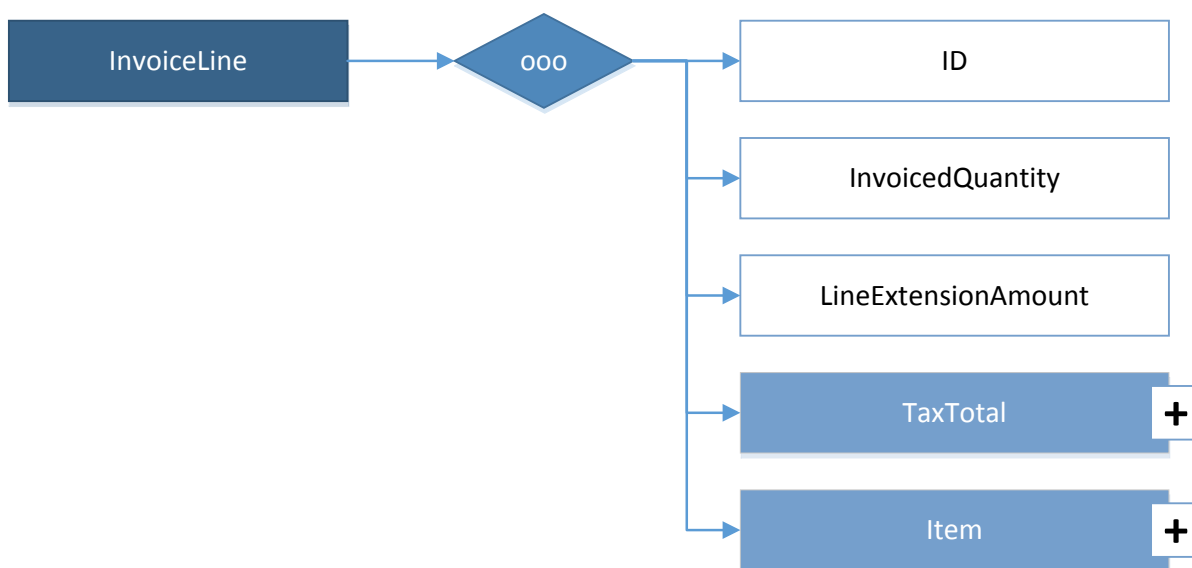 InvoiceLine
ooo
ID
InvoicedQuantity
LineExtensionAmount
TaxTotal
+
Item
+